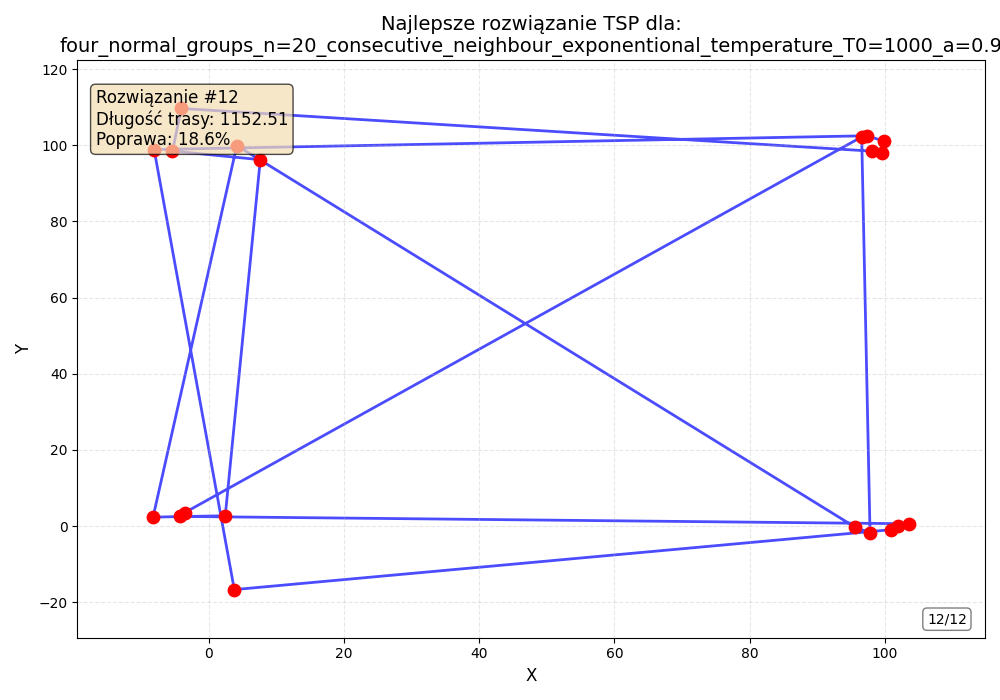 Najlepsze rozwiązanie TSP dla:
four_normal_groups_n=20_consecutive_neighbour_exponentional_temperature_T0=1000_a=0.9
Rozwiązanie #12
Długość trasy: 1152.51
Poprawa: 18.6%
120
100
80
60
40
20
0
−20
Y
12/12
0 20 40 60 80 100
X